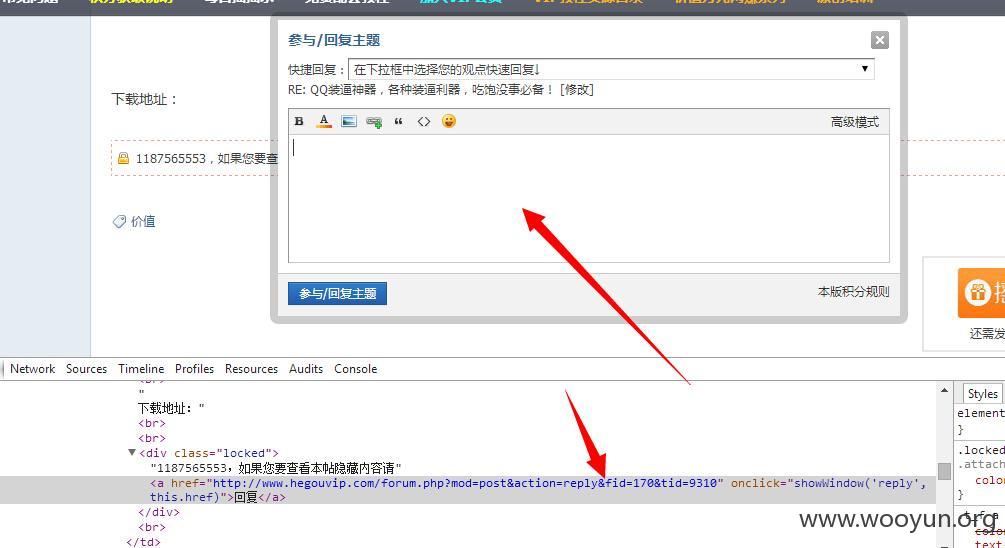 参与/回复主题
快捷回复： 在下拉框中选择您的观点快速回复↓
RE: QQ装逼神器，各种装逼利器，吃饱没事必备！ [修改]
B A “ <> 高级模式
下载地址：
1187565553，如果您要查
价值
参与/回复主题 本版积分规则
还需发
Network Sources Timeline Profiles Resources Audits Console
<br>
"
下载地址："
<br>
<br>
▼<div class="locked">
"1187565553，如果您要查看本帖隐藏内容请"
<a href="http://www.hegouvip.com/forum.php?mod=post&action=reply&fid=170&tid=9310" onclick="showWindow('reply',
this.href)">回复</a>
</div>
<br>
</td>
Styles
element
}
.locked
.attach
color
}
t_f a
color
text
www.wooyun.org